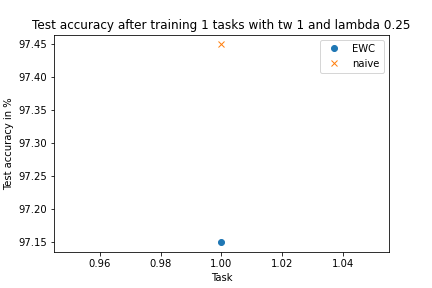 Test accuracy after training 1 tasks with tw 1 and lambda 0.25
EWC
naive
Test accuracy in %
97.45
97.40
97.35
97.30
97.25
97.20
97.15
0.96 0.98 1.00 1.02 1.04
Task